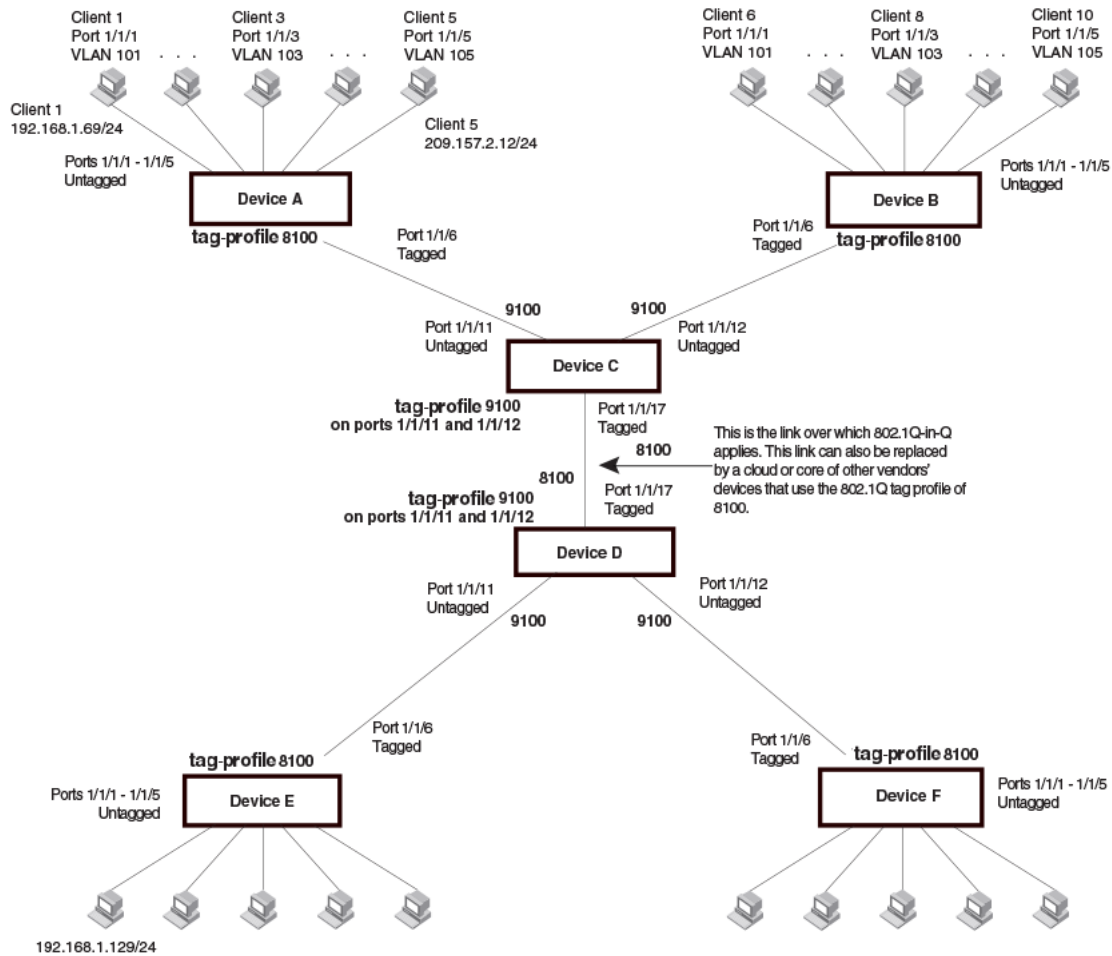 Client 1
Port 1/1/1
VLAN 101
. . .
Client 3
Port 1/1/3
VLAN 103
. . .
Client 5
Port 1/1/5
VLAN 105
Client 6
Port 1/1/1
VLAN 101
. . .
Client 8
Port 1/1/3
VLAN 103
. . .
Client 10
Port 1/1/5
VLAN 105
Client 1
192.168.1.69/24
Client 5
209.157.2.12/24
Ports 1/1/1 - 1/1/5
Untagged
Device A
tag-profile 8100
Port 1/1/6
Tagged
Ports 1/1/1 - 1/1/5
Untagged
Device B
tag-profile 8100
Port 1/1/6
Tagged
9100
9100
Port 1/1/11
Untagged
Port 1/1/12
Untagged
Device C
tag-profile 9100
on ports 1/1/11 and 1/1/12
Port 1/1/17
Tagged
8100
This is the link over which 802.1Q-in-Q
applies. This link can also be replaced
by a cloud or core of other vendors'
devices that use the 802.1Q tag profile of
8100.
8100
tag-profile 9100
on ports 1/1/11 and 1/1/12
Port 1/1/17
Tagged
Device D
Port 1/1/11
Untagged
Port 1/1/12
Untagged
9100
9100
Port 1/1/6
Tagged
tag-profile 8100
Ports 1/1/1 - 1/1/5
Untagged
Device E
Port 1/1/6
Tagged
tag-profile 8100
Device F
Ports 1/1/1 - 1/1/5
Untagged
192.168.1.129/24